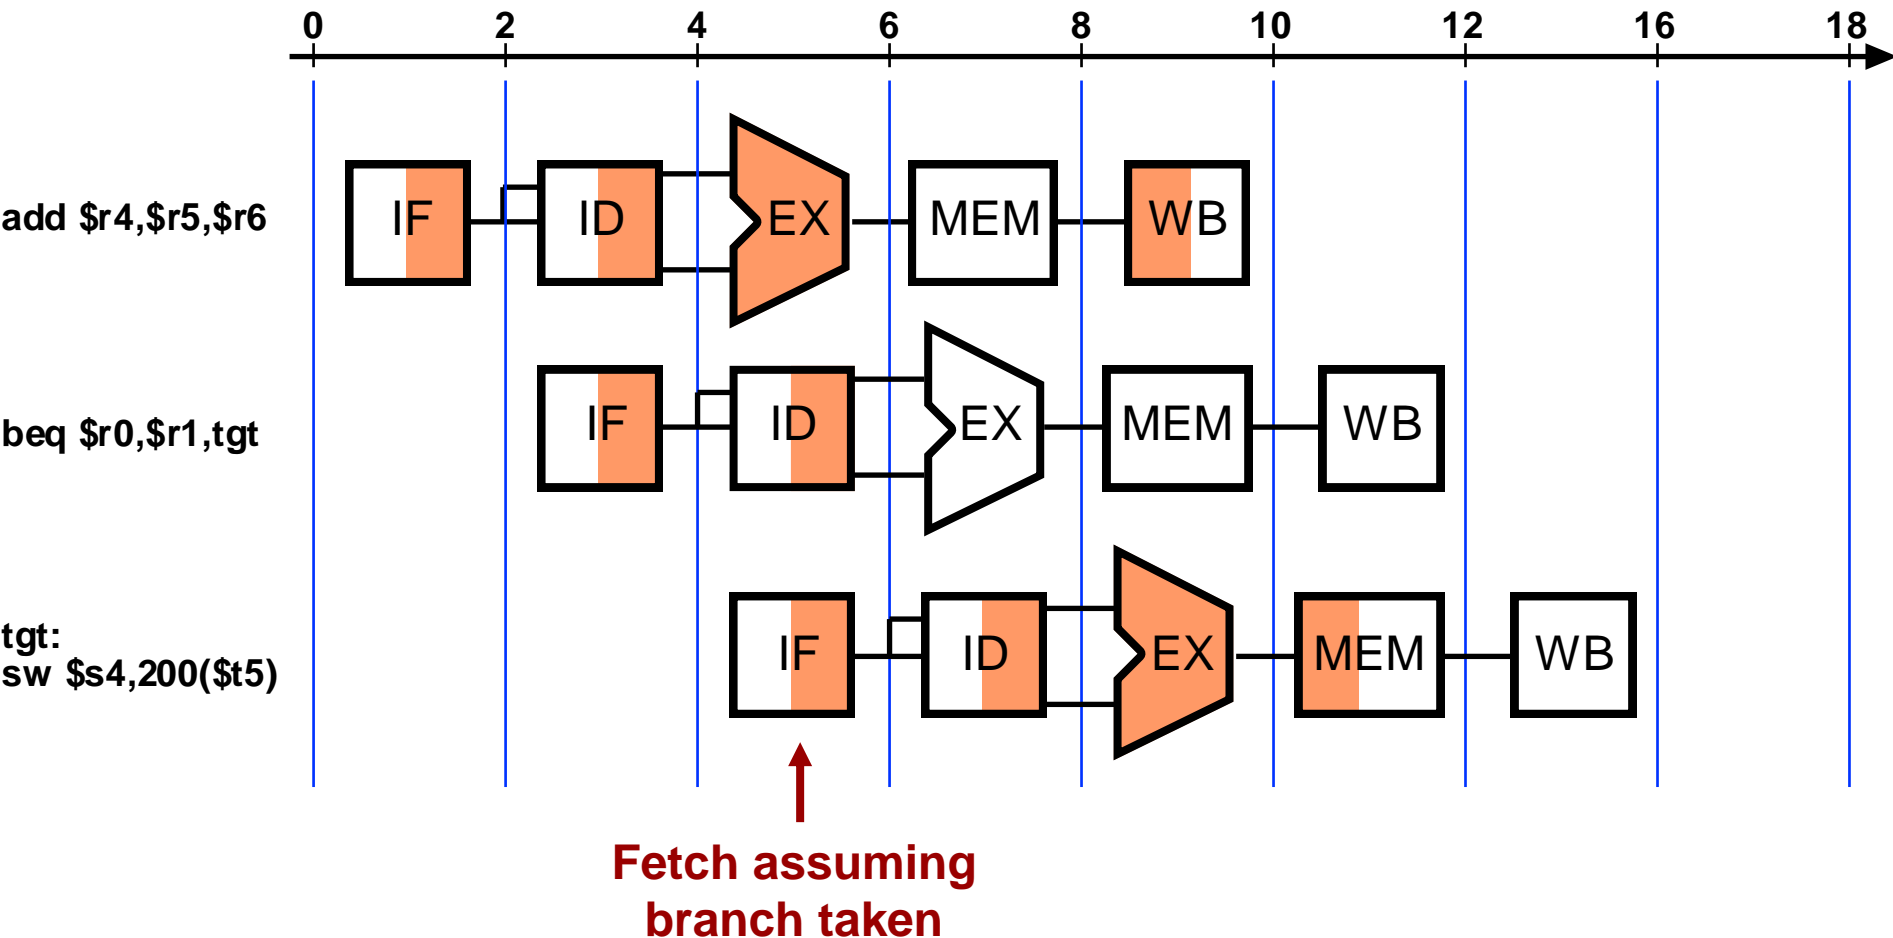 0 2 4 6 8 10 12 16 18
add $r4,$r5,$r6 IF ID EX MEM WB
beq $r0,$r1,tgt IF ID EX MEM WB
tgt:
sw $s4,200($t5) IF ID EX MEM WB
Fetch assuming
branch taken